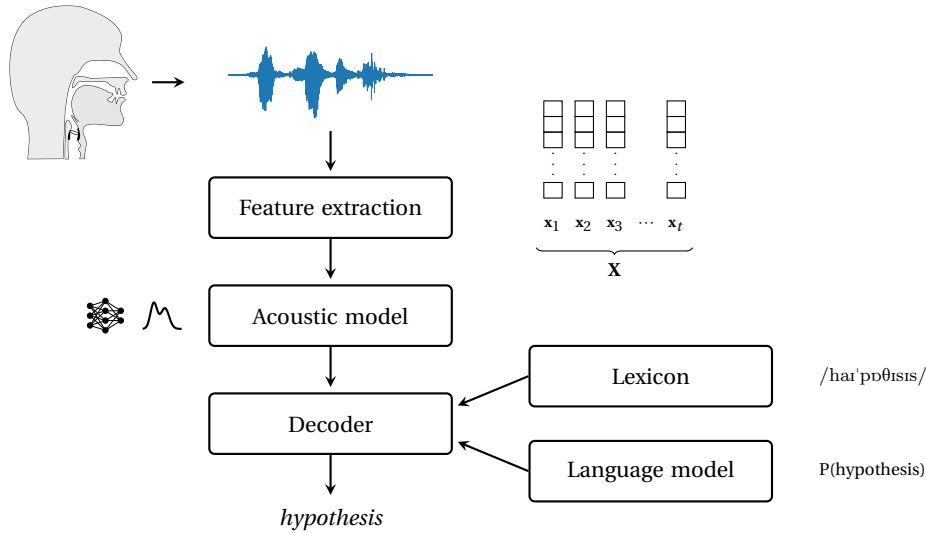 Feature extraction
x₁ x₂ x₃ ⋯ xₜ
X
Acoustic model
Lexicon
/haɪˈpɒθɪsɪs/
Decoder
Language model
P(hypothesis)
hypothesis